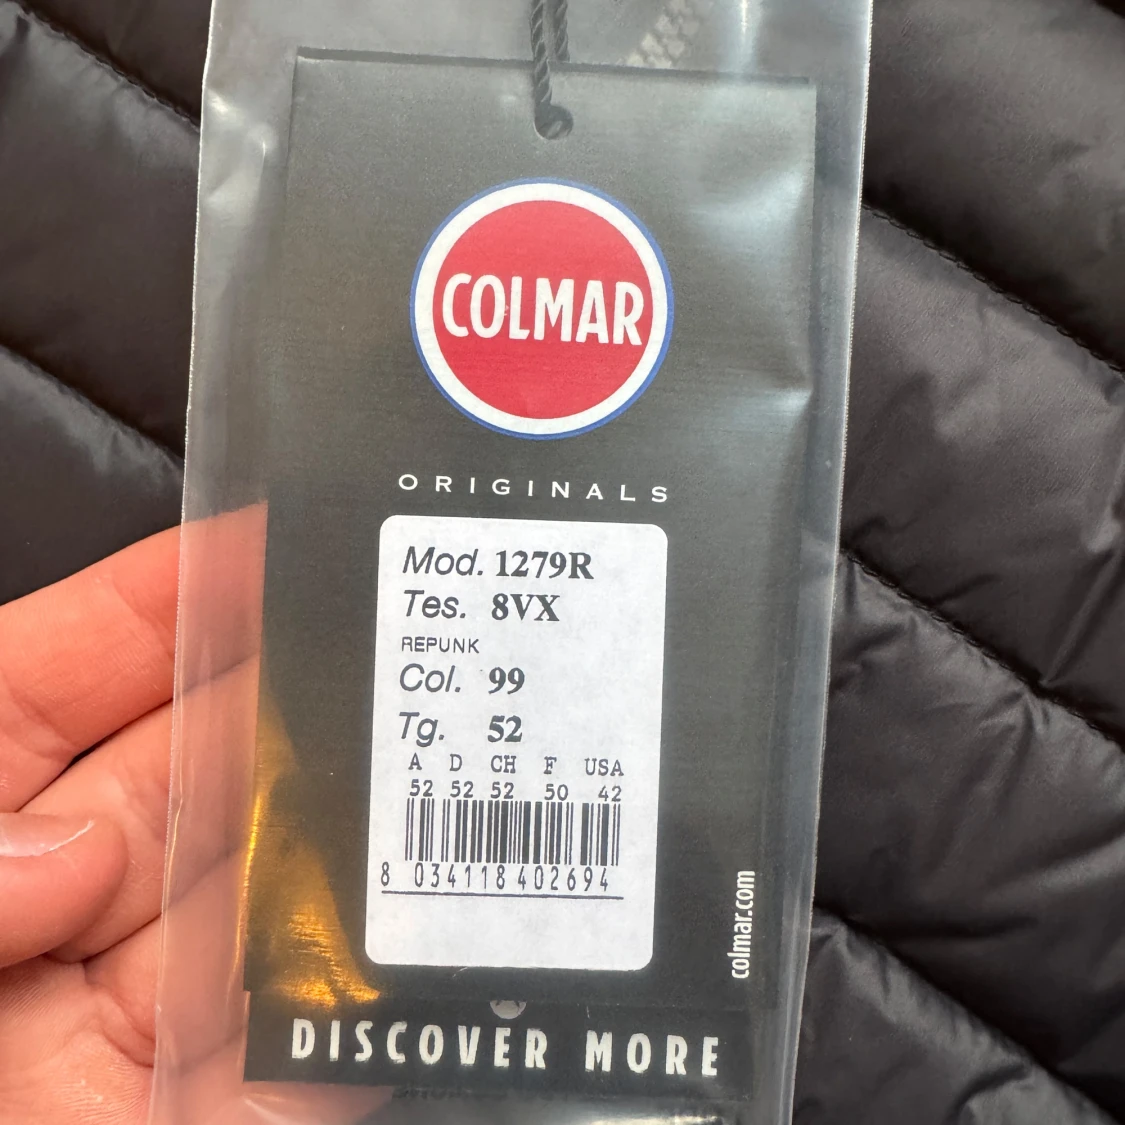 COLMAR
ORIGINALS
Mod. 1279R
Tes. 8VX
REPUNK
Col. 99
Tg. 52
A D CH F USA
52 52 52 50 42
8 034118 402694
colmar.com
DISCOVER MORE